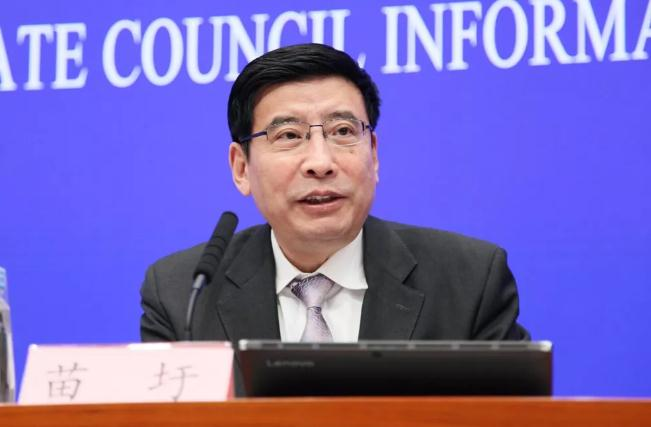 ATE COUNCIL INFORMA
苗 圩
Lenovo